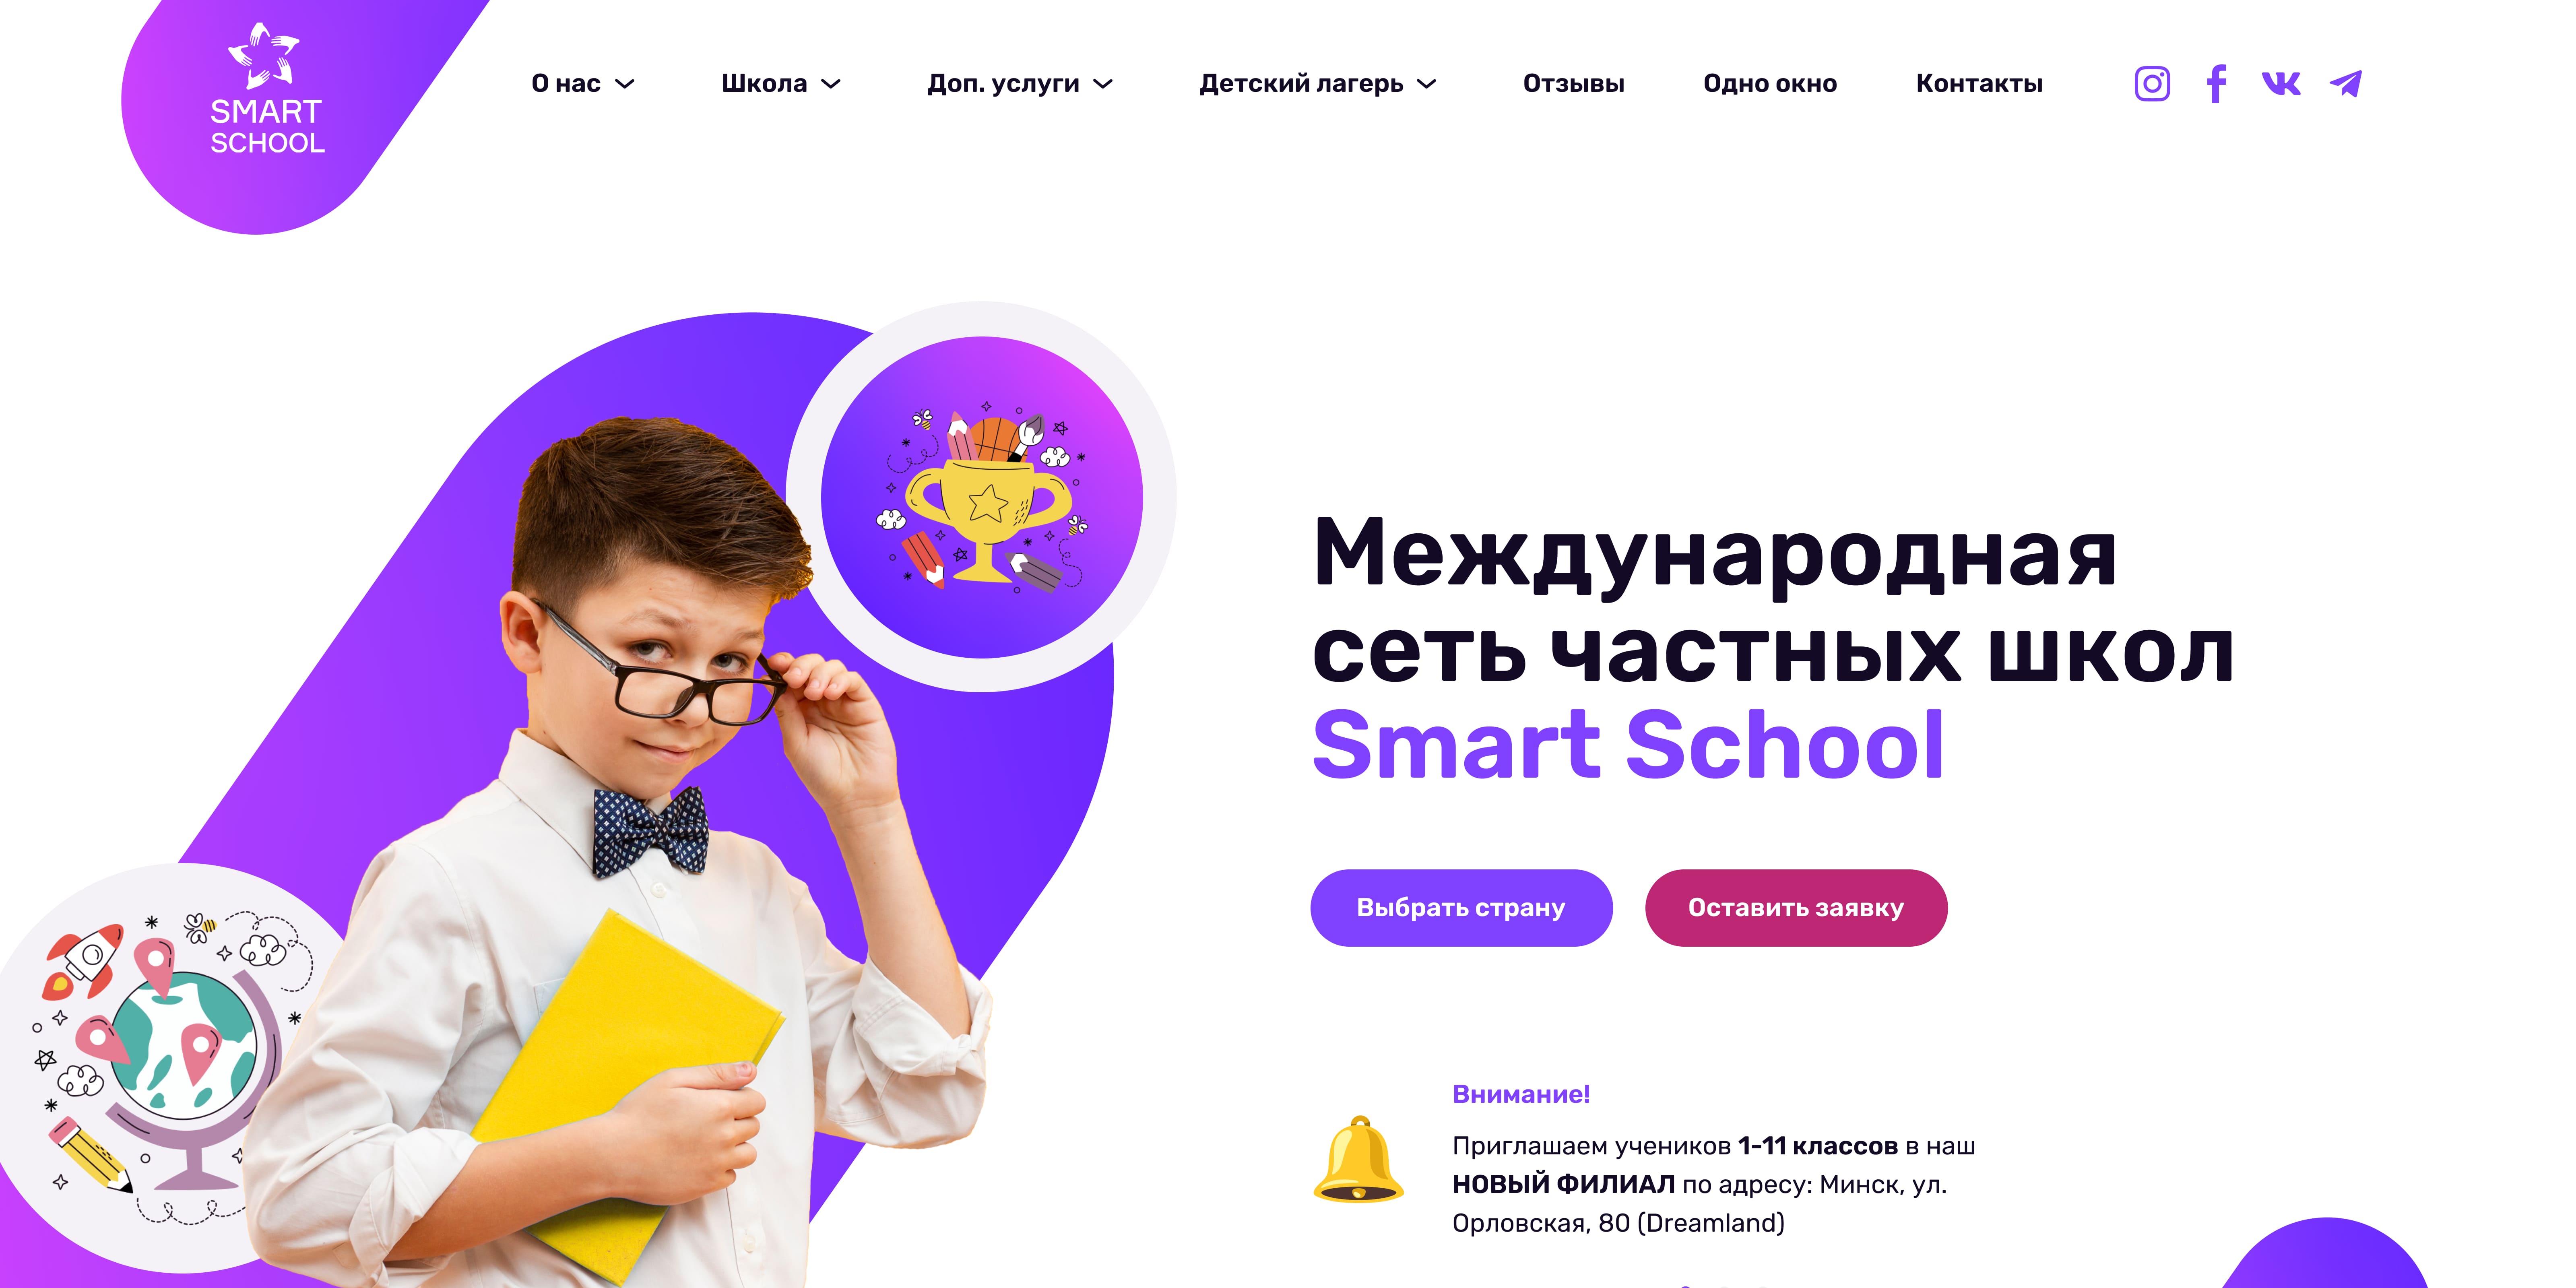 SMART
SCHOOL
О нас
Школа
Доп. услуги
Детский лагерь
Отзывы
Одно окно
Контакты
Международная
сеть частных школ
Smart School
Выбрать страну
Оставить заявку
Внимание!
Приглашаем учеников 1-11 классов в наш
НОВЫЙ ФИЛИАЛ по адресу: Минск, ул.
Орловская, 80 (Dreamland)